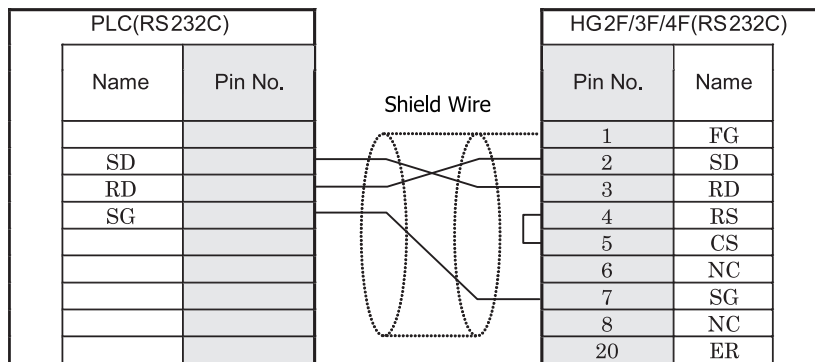 PLC(RS232C) HG2F/3F/4F(RS232C)
Name Pin No. Pin No. Name
Shield Wire
1 FG
SD 2 SD
RD 3 RD
SG 4 RS
5 CS
6 NC
7 SG
8 NC
20 ER